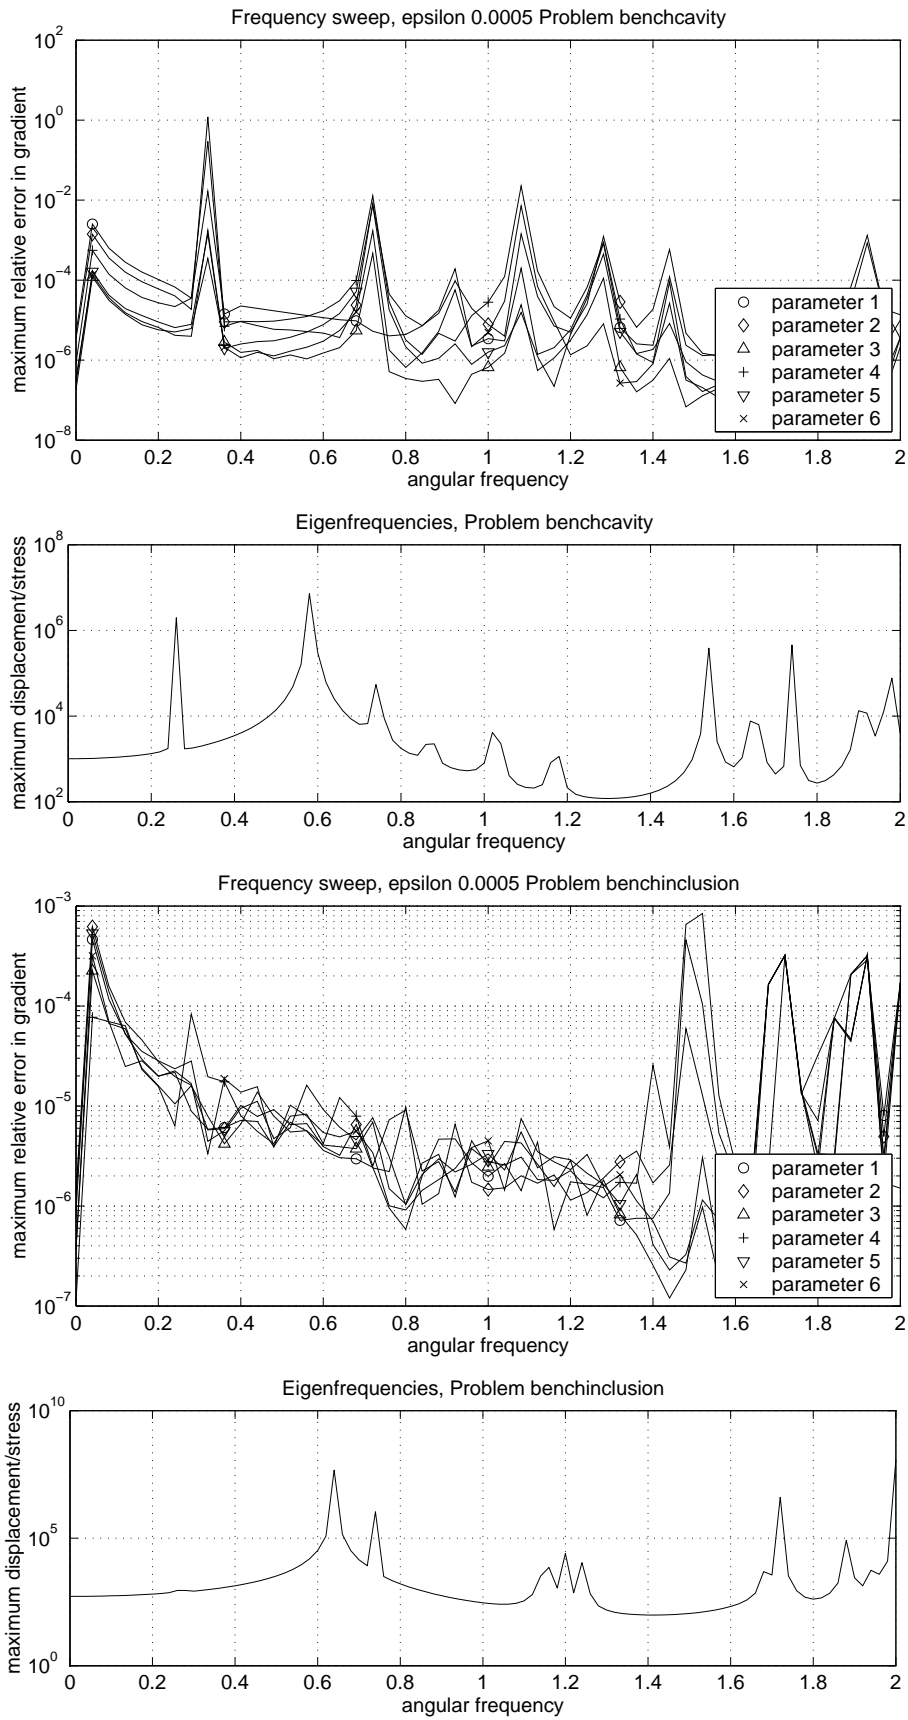 Frequency sweep, epsilon 0.0005 Problem benchcavity
maximum relative error in gradient
10^2
10^0
10^−2
10^−4
10^−6
10^−8
parameter 1
parameter 2
parameter 3
parameter 4
parameter 5
parameter 6
0 0.2 0.4 0.6 0.8 1 1.2 1.4 1.6 1.8 2
angular frequency
Eigenfrequencies, Problem benchcavity
maximum displacement/stress
10^8
10^6
10^4
10^2
0 0.2 0.4 0.6 0.8 1 1.2 1.4 1.6 1.8 2
angular frequency
Frequency sweep, epsilon 0.0005 Problem benchinclusion
maximum relative error in gradient
10^−3
10^−4
10^−5
10^−6
10^−7
parameter 1
parameter 2
parameter 3
parameter 4
parameter 5
parameter 6
0 0.2 0.4 0.6 0.8 1 1.2 1.4 1.6 1.8 2
angular frequency
Eigenfrequencies, Problem benchinclusion
maximum displacement/stress
10^10
10^5
10^0
0 0.2 0.4 0.6 0.8 1 1.2 1.4 1.6 1.8 2
angular frequency